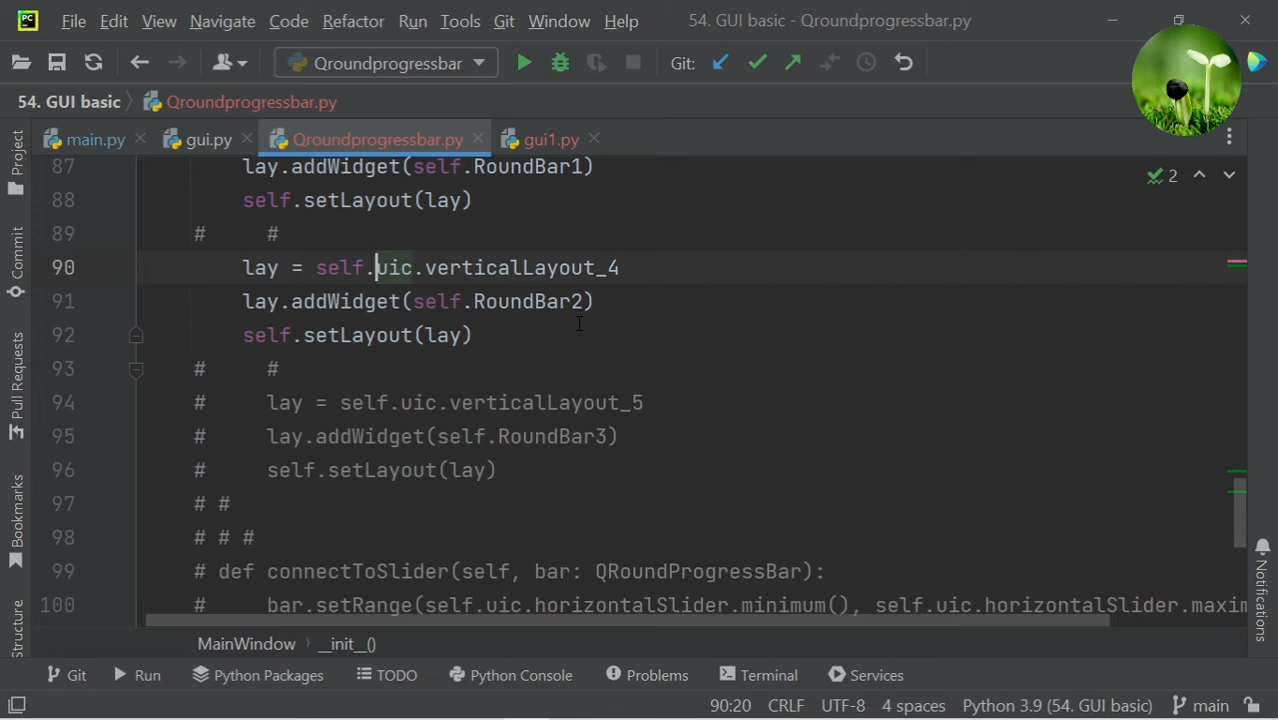 PC File Edit View Navigate Code Refactor Run Tools Git Window Help 54. GUI basic - Qroundprogressbar.py
Qroundprogressbar Git:
54. GUI basic Qroundprogressbar.py
main.py gui.py Qroundprogressbar.py gui1.py
Project
Commit
Pull Requests
Bookmarks
Structure
87 lay.addWidget(self.RoundBar1)
88 self.setLayout(lay)
89 # #
90 lay = self.uic.verticalLayout_4
91 lay.addWidget(self.RoundBar2)
92 self.setLayout(lay)
93 # #
94 # lay = self.uic.verticalLayout_5
95 # lay.addWidget(self.RoundBar3)
96 # self.setLayout(lay)
97 # #
98 # # #
99 # def connectToSlider(self, bar: QRoundProgressBar):
100 # bar.setRange(self.uic.horizontalSlider.minimum(), self.uic.horizontalSlider.maxim
2
Notifications
MainWindow __init__()
Git Run Python Packages TODO Python Console Problems Terminal Services
90:20 CRLF UTF-8 4 spaces Python 3.9 (54. GUI basic) main